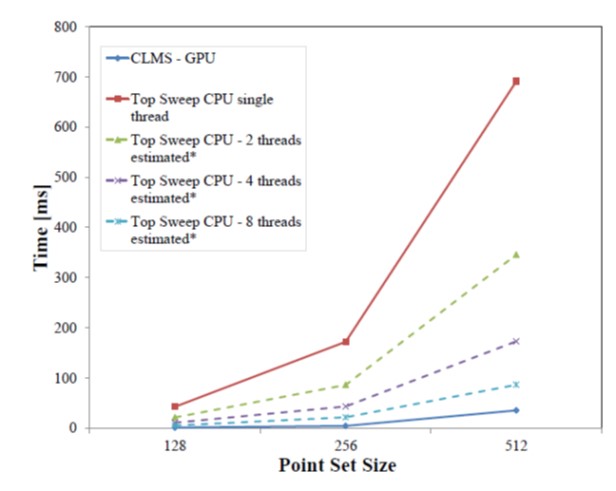 800
700
600
500
400
300
200
100
0
Time [ms]
CLMS - GPU
Top Sweep CPU single
thread
Top Sweep CPU - 2 threads
estimated*
Top Sweep CPU - 4 threads
estimated*
Top Sweep CPU - 8 threads
estimated*
128 256 512
Point Set Size